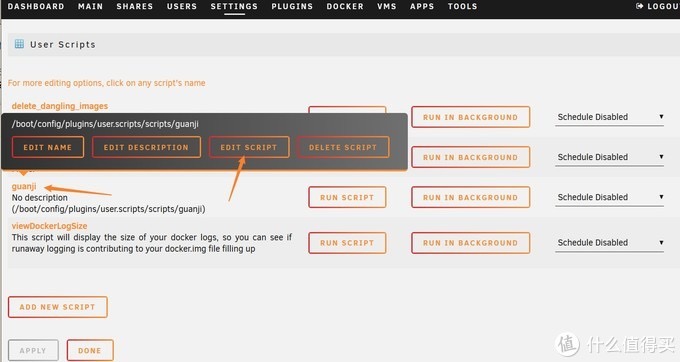 DASHBOARD MAIN SHARES USERS SETTINGS PLUGINS DOCKER VMS APPS TOOLS LOGOU
User Scripts
For more editing options, click on any script's name
delete_dangling_images
RUN IN BACKGROUND Schedule Disabled
/boot/config/plugins/user.scripts/scripts/guanji
EDIT NAME EDIT DESCRIPTION EDIT SCRIPT DELETE SCRIPT
RUN IN BACKGROUND Schedule Disabled
guanji
No description
(/boot/config/plugins/user.scripts/scripts/guanji)
RUN SCRIPT RUN IN BACKGROUND Schedule Disabled
viewDockerLogSize
This script will display the size of your docker logs, so you can see if
runaway logging is contributing to your docker.img file filling up
RUN SCRIPT RUN IN BACKGROUND Schedule Disabled
ADD NEW SCRIPT
APPLY DONE
值 什么值得买